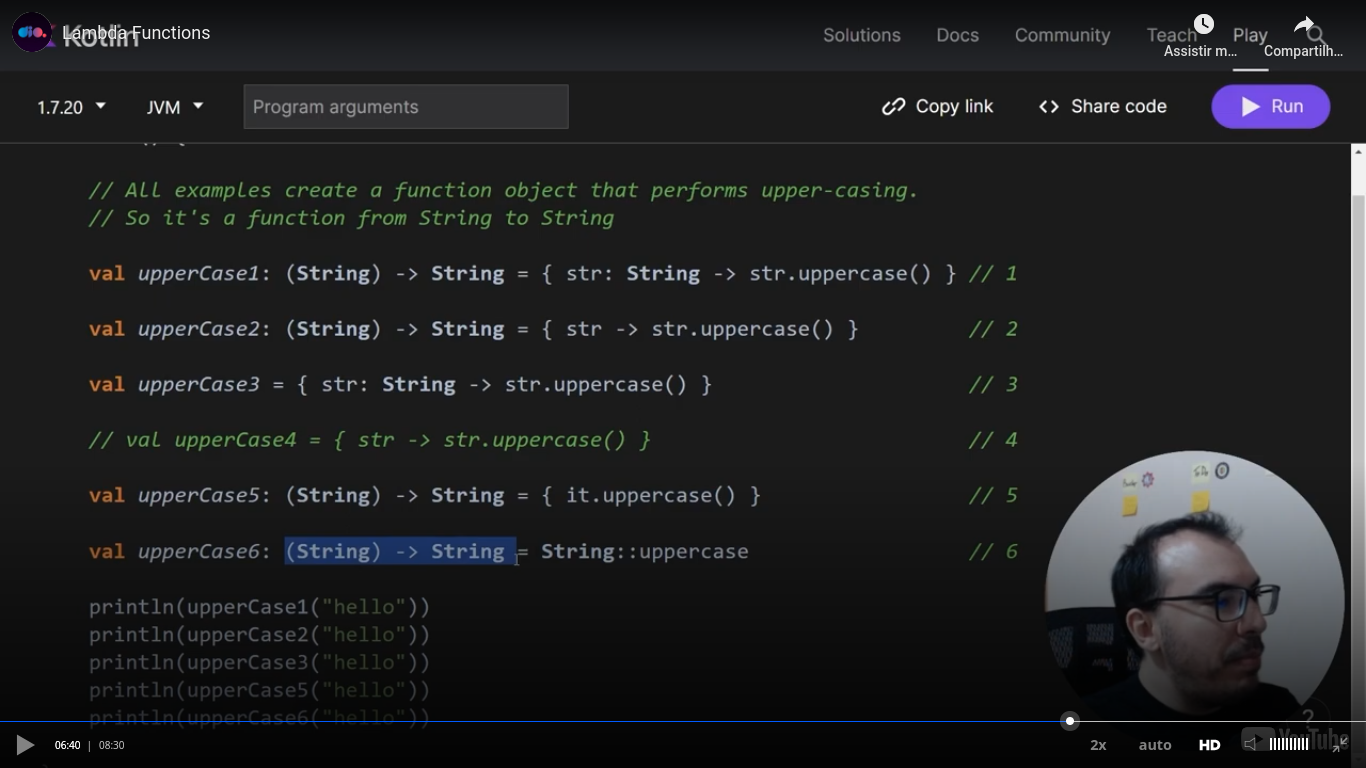 Lambda Functions
Kotlin
Solutions Docs Community Teach Play
Assistir m... Compartilh...
1.7.20 JVM Program arguments Copy link Share code Run
// All examples create a function object that performs upper-casing.
// So it's a function from String to String
val upperCase1: (String) -> String = { str: String -> str.uppercase() } // 1
val upperCase2: (String) -> String = { str -> str.uppercase() } // 2
val upperCase3 = { str: String -> str.uppercase() } // 3
// val upperCase4 = { str -> str.uppercase() } // 4
val upperCase5: (String) -> String = { it.uppercase() } // 5
val upperCase6: (String) -> String = String::uppercase // 6
println(upperCase1("hello"))
println(upperCase2("hello"))
println(upperCase3("hello"))
println(upperCase5("hello"))
println(upperCase6("hello"))
?
06:40 | 08:30 2x auto HD YouTube